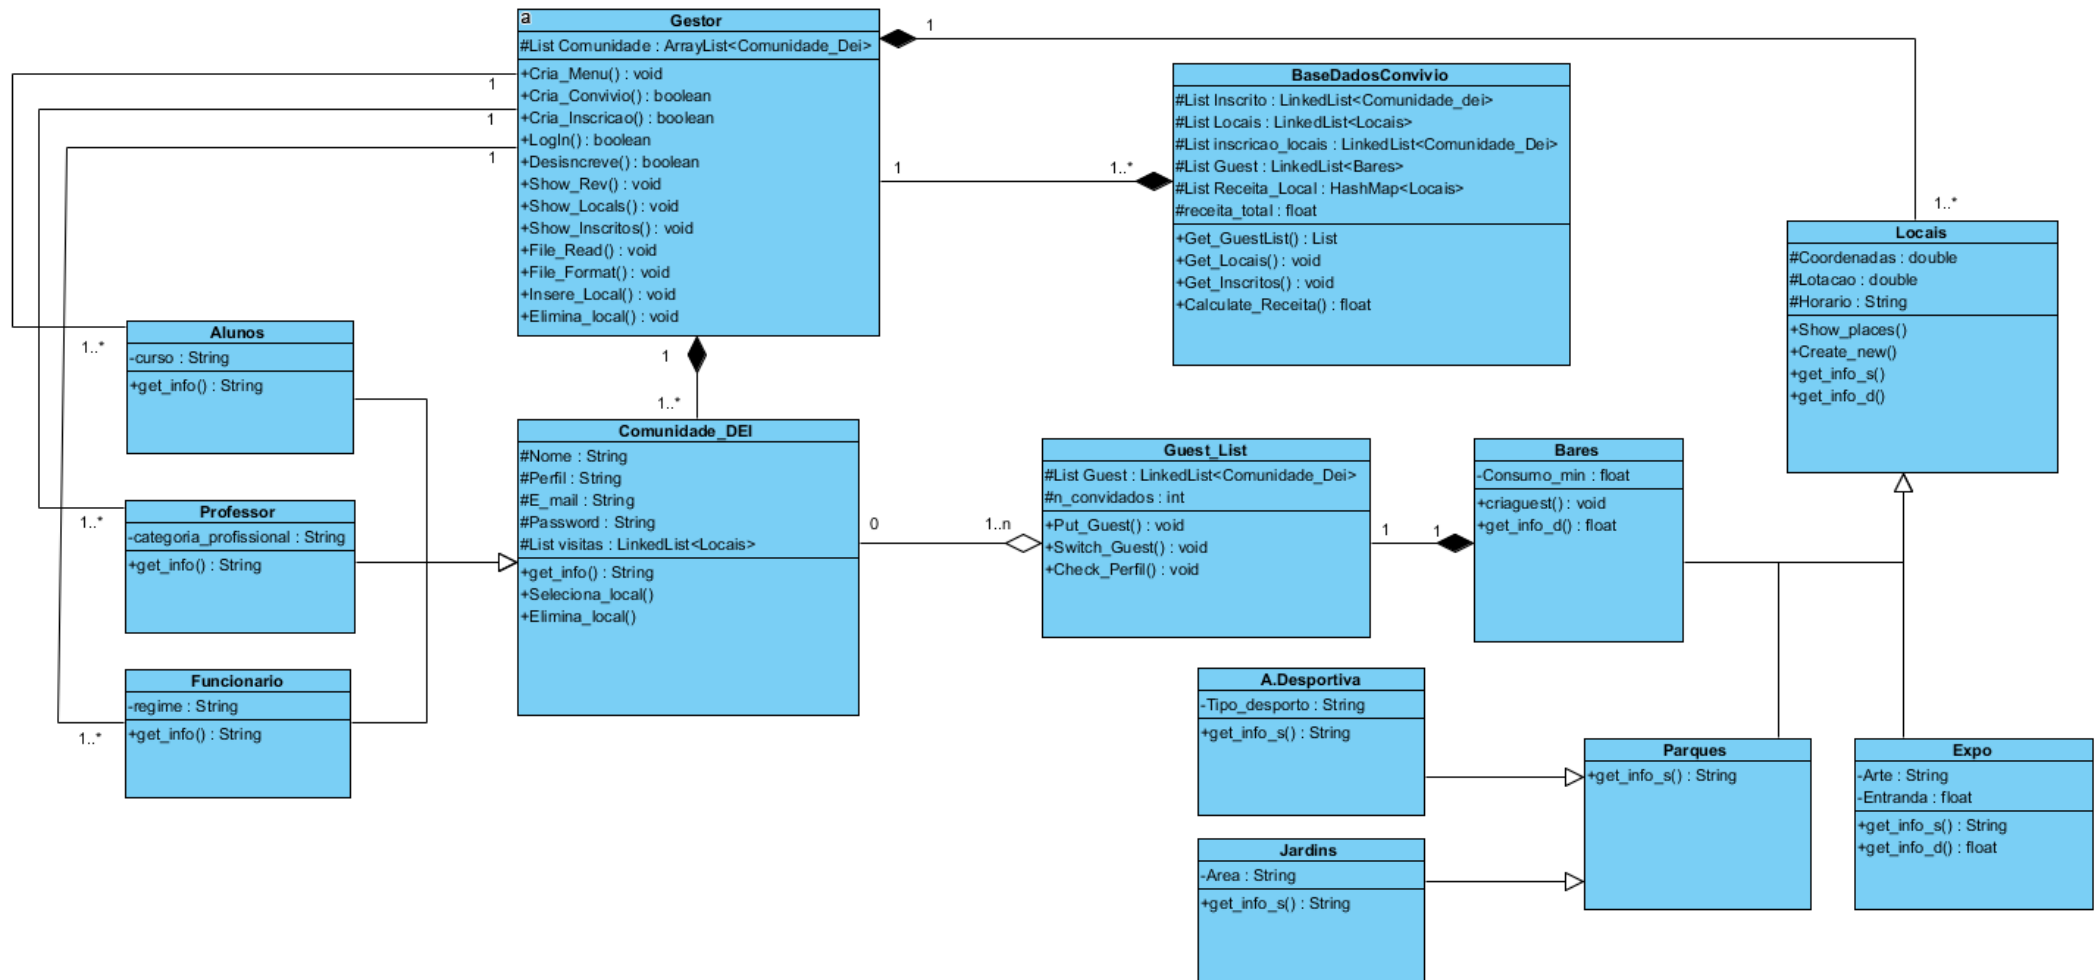 a
Gestor
#List Comunidade : ArrayList<Comunidade_Dei>
+Cria_Menu() : void
+Cria_Convivio() : boolean
+Cria_Inscricao() : boolean
+LogIn() : boolean
+Desisncreve() : boolean
+Show_Rev() : void
+Show_Locals() : void
+Show_Inscritos() : void
+File_Read() : void
+File_Format() : void
+Insere_Local() : void
+Elimina_local() : void
1
1
1
1
1
1..*
1
1..*
1
1..*
BaseDadosConvivio
#List Inscrito : LinkedList<Comunidade_dei>
#List Locais : LinkedList<Locais>
#List inscricao_locais : LinkedList<Comunidade_Dei>
#List Guest : LinkedList<Bares>
#List Receita_Local : HashMap<Locais>
#receita_total : float
+Get_GuestList() : List
+Get_Locais() : void
+Get_Inscritos() : void
+Calculate_Receita() : float
Locais
#Coordenadas : double
#Lotacao : double
#Horario : String
+Show_places()
+Create_new()
+get_info_s()
+get_info_d()
Alunos
-curso : String
+get_info() : String
1..*
Professor
-categoria_profissional : String
+get_info() : String
1..*
Funcionario
-regime : String
+get_info() : String
1..*
Comunidade_DEI
#Nome : String
#Perfil : String
#E_mail : String
#Password : String
#List visitas : LinkedList<Locais>
+get_info() : String
+Seleciona_local()
+Elimina_local()
0
1..n
Guest_List
#List Guest : LinkedList<Comunidade_Dei>
#n_convidados : int
+Put_Guest() : void
+Switch_Guest() : void
+Check_Perfil() : void
1
1
Bares
-Consumo_min : float
+criaguest() : void
+get_info_d() : float
A.Desportiva
-Tipo_desporto : String
+get_info_s() : String
Jardins
-Area : String
+get_info_s() : String
Parques
+get_info_s() : String
Expo
-Arte : String
-Entranda : float
+get_info_s() : String
+get_info_d() : float